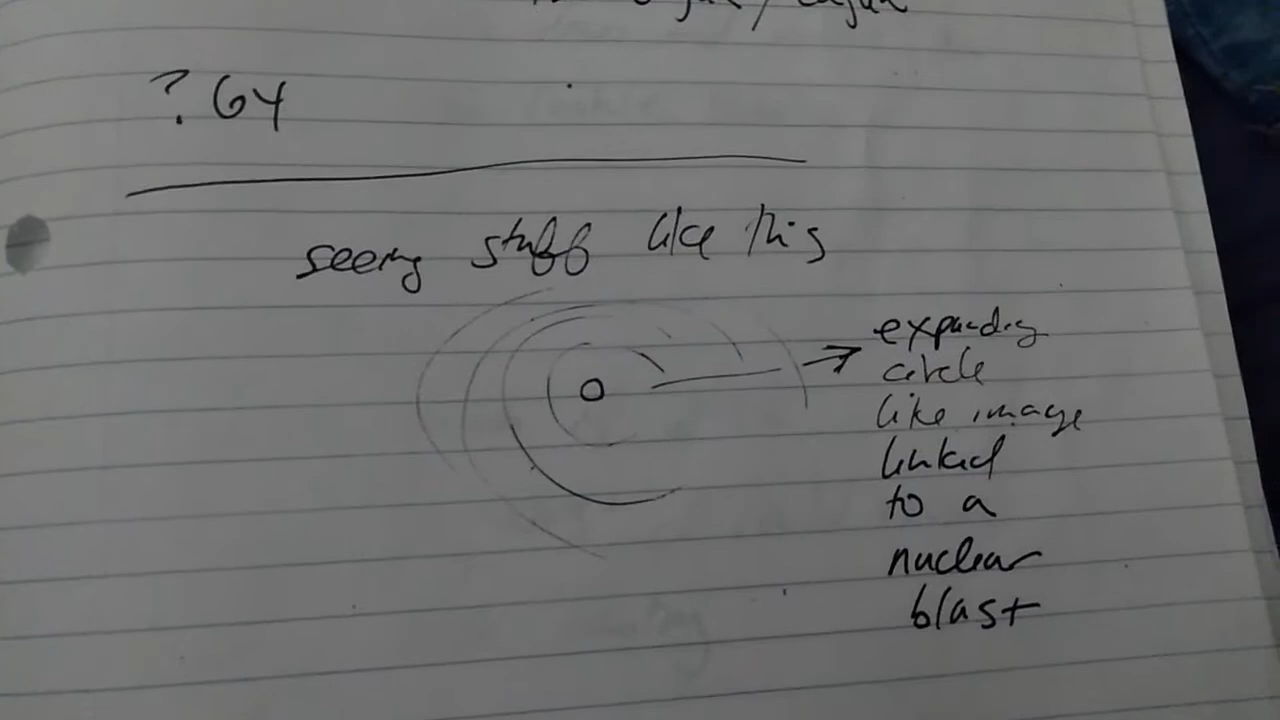 ? 64
seeing stuff like this
expanding
circle
like image
linked
to a
nuclear
blast